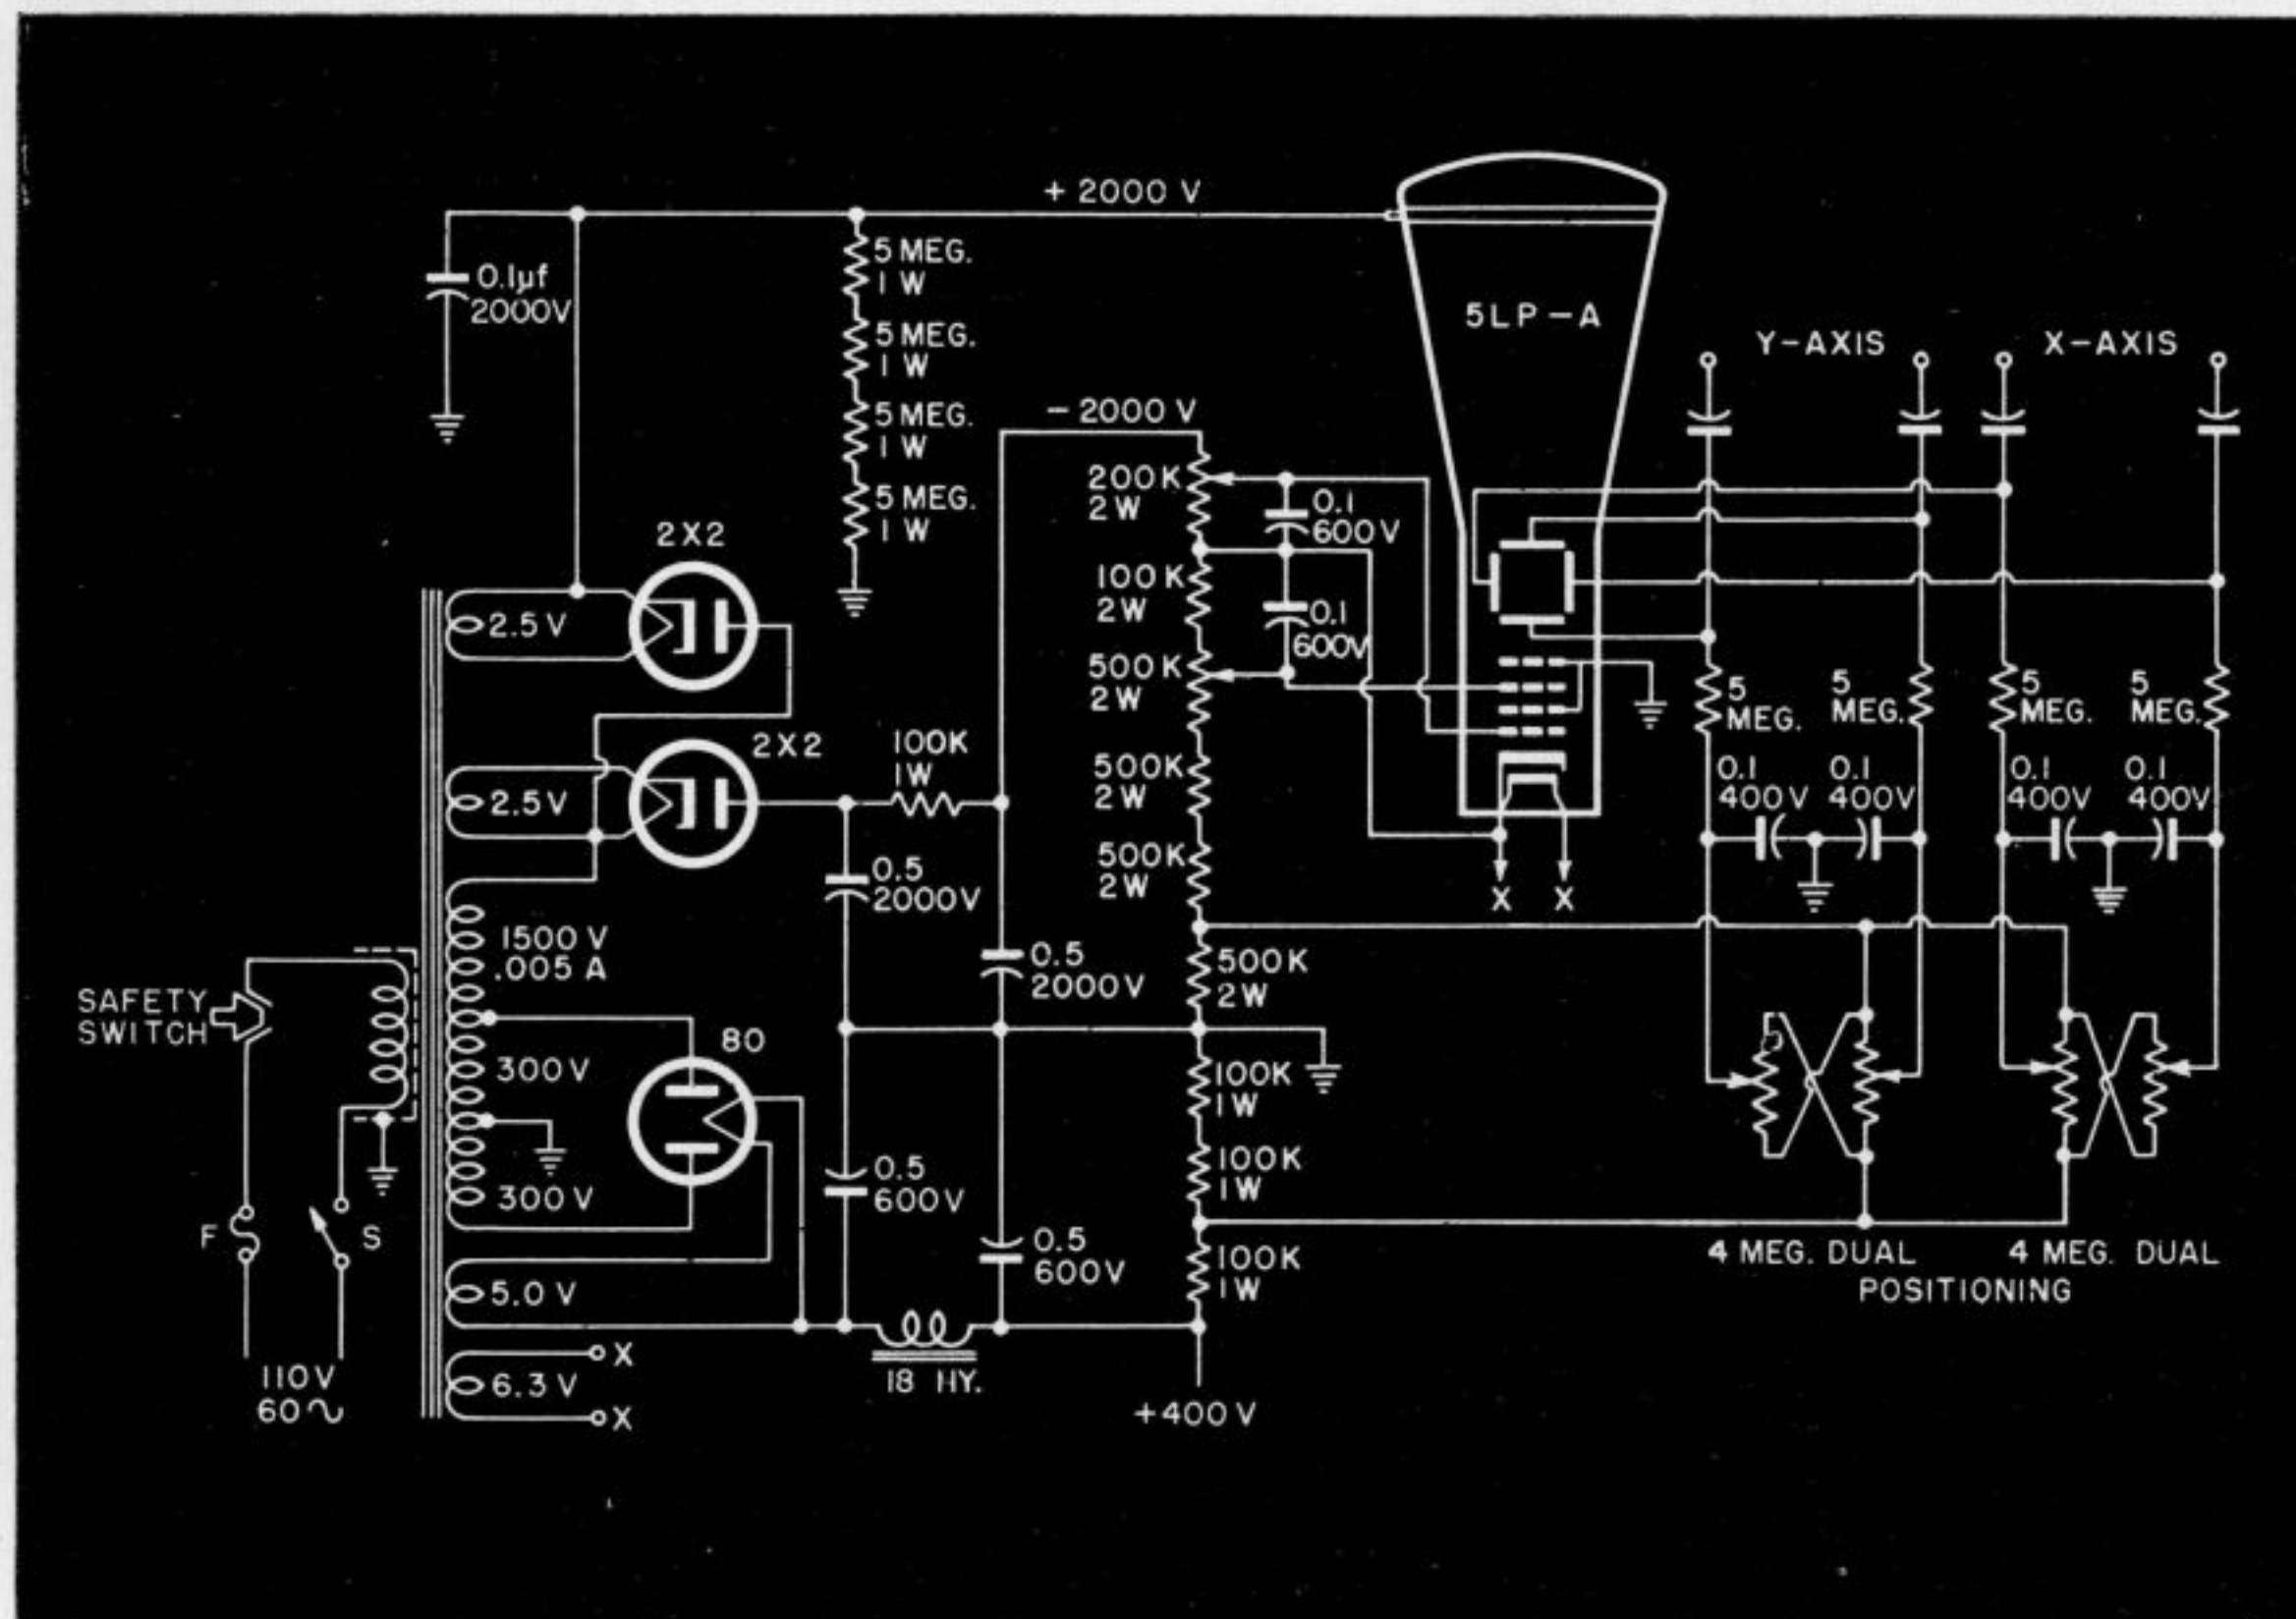 + 2000 V
0.1µf
2000V
5 MEG.
1 W
5 MEG.
1 W
5 MEG.
1 W
5 MEG.
1 W
5LP-A
Y-AXIS
X-AXIS
- 2000 V
200K
2W
0.1
600V
100K
2W
0.1
600V
500K
2W
500K
2W
500K
2W
500K
2W
2X2
2.5 V
2X2
2.5 V
100K
1W
0.5
2000V
0.5
2000V
1500 V
.005 A
SAFETY
SWITCH
300V
80
300V
5.0 V
6.3 V
X
X
F
S
110V
60~
0.5
600V
0.5
600V
18 HY.
100K
1W
100K
1W
100K
1W
+400V
X
X
5
MEG.
5
MEG.
5
MEG.
5
MEG.
0.1
400V
0.1
400V
0.1
400V
0.1
400V
4 MEG. DUAL
4 MEG. DUAL
POSITIONING